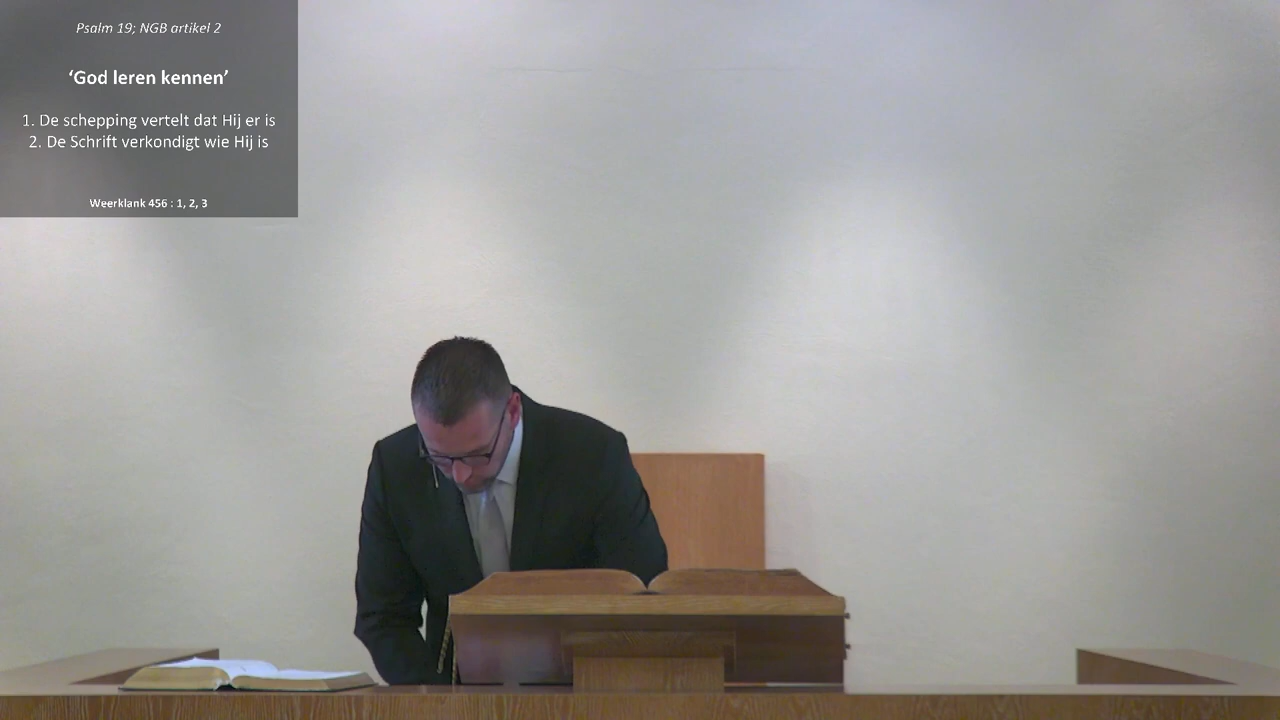 Psalm 19; NGB artikel 2
‘God leren kennen’
1. De schepping vertelt dat Hij er is
2. De Schrift verkondigt wie Hij is
Weerklank 456 : 1, 2, 3